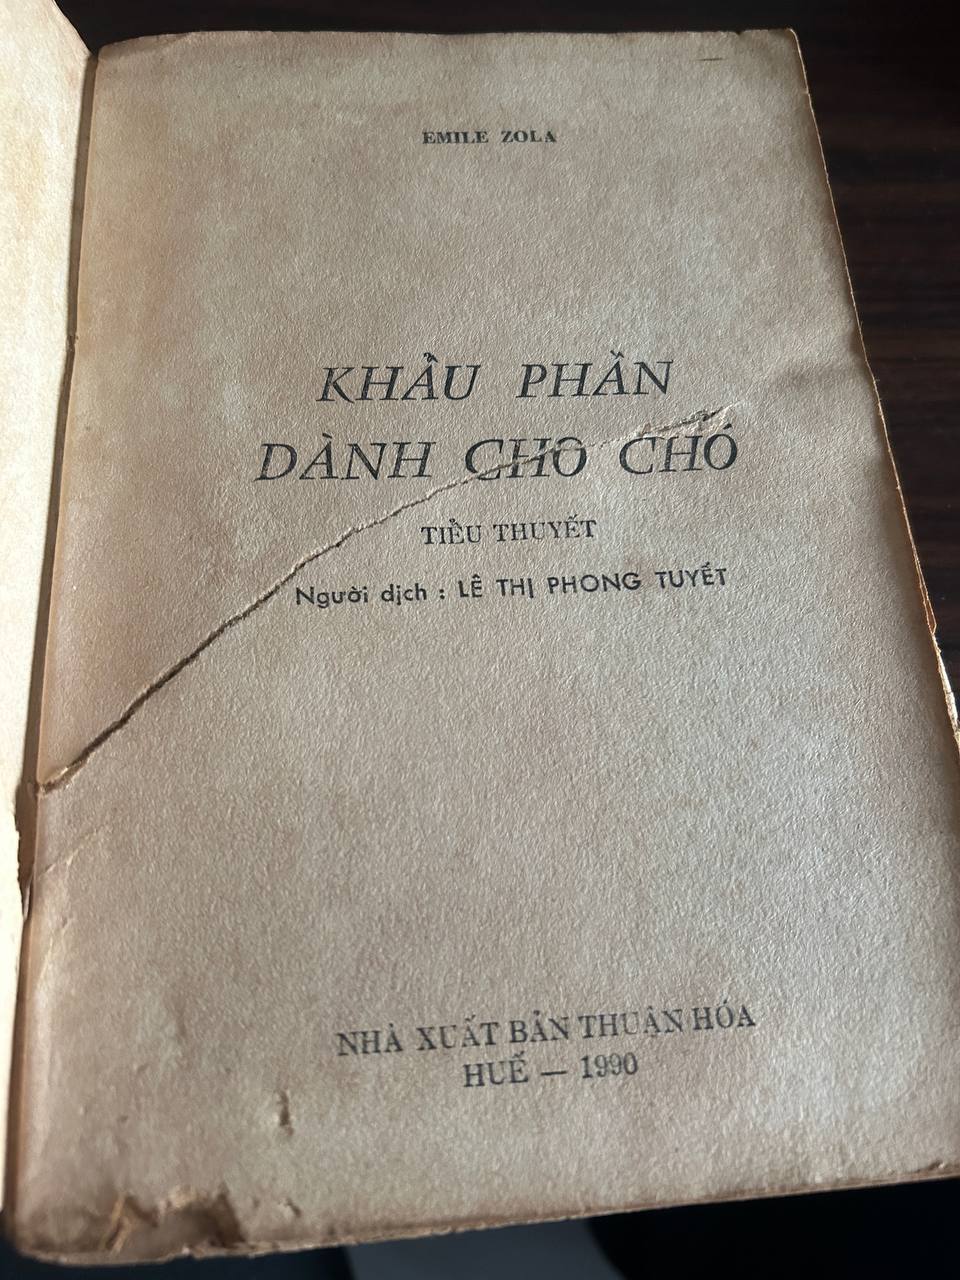 EMILE ZOLA
KHẨU PHẦN
DÀNH CHO CHÓ
TIỂU THUYẾT
Người dịch : LÊ THỊ PHONG TUYẾT
NHÀ XUẤT BẢN THUẬN HÓA
HUẾ — 1990